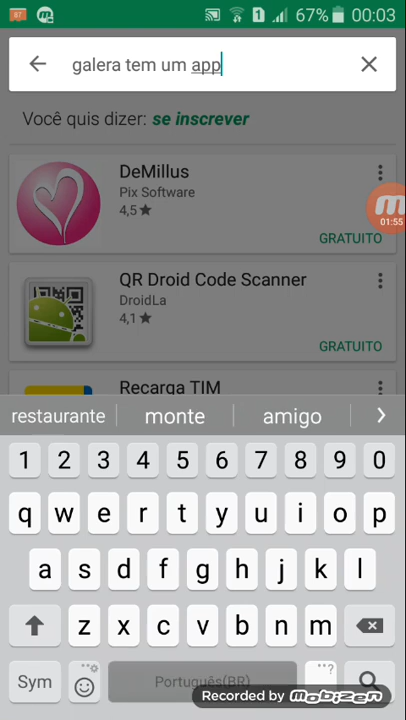 67% 00:03
galera tem um app
Você quis dizer: se inscrever
DeMillus
Pix Software
4,5★
GRATUITO
1:55
QR Droid Code Scanner
DroidLa
4,1★
GRATUITO
Recarga TIM
restaurante monte amigo
1 2 3 4 5 6 7 8 9 0
q w e r t y u i o p
a s d f g h j k l
z x c v b n m
Sym Português(BR) ?
Recorded by mobizen